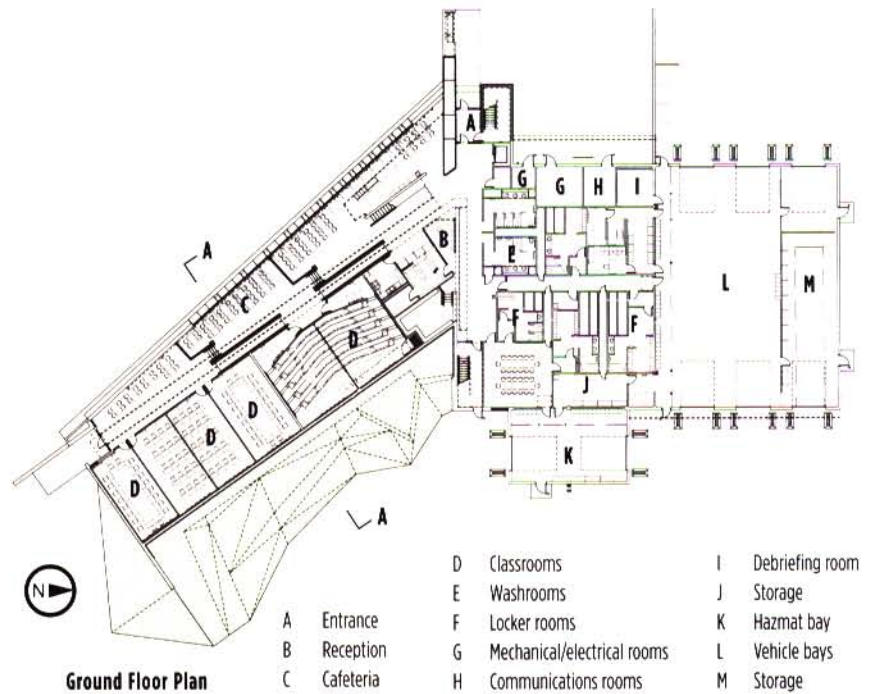 A
G
G
H
I
B
E
A
L
M
C
F
F
D
J
D
D
K
D
A
N
D Classrooms I Debriefing room
E Washrooms J Storage
A Entrance F Locker rooms K Hazmat bay
B Reception G Mechanical/electrical rooms L Vehicle bays
Ground Floor Plan C Cafeteria H Communications rooms M Storage